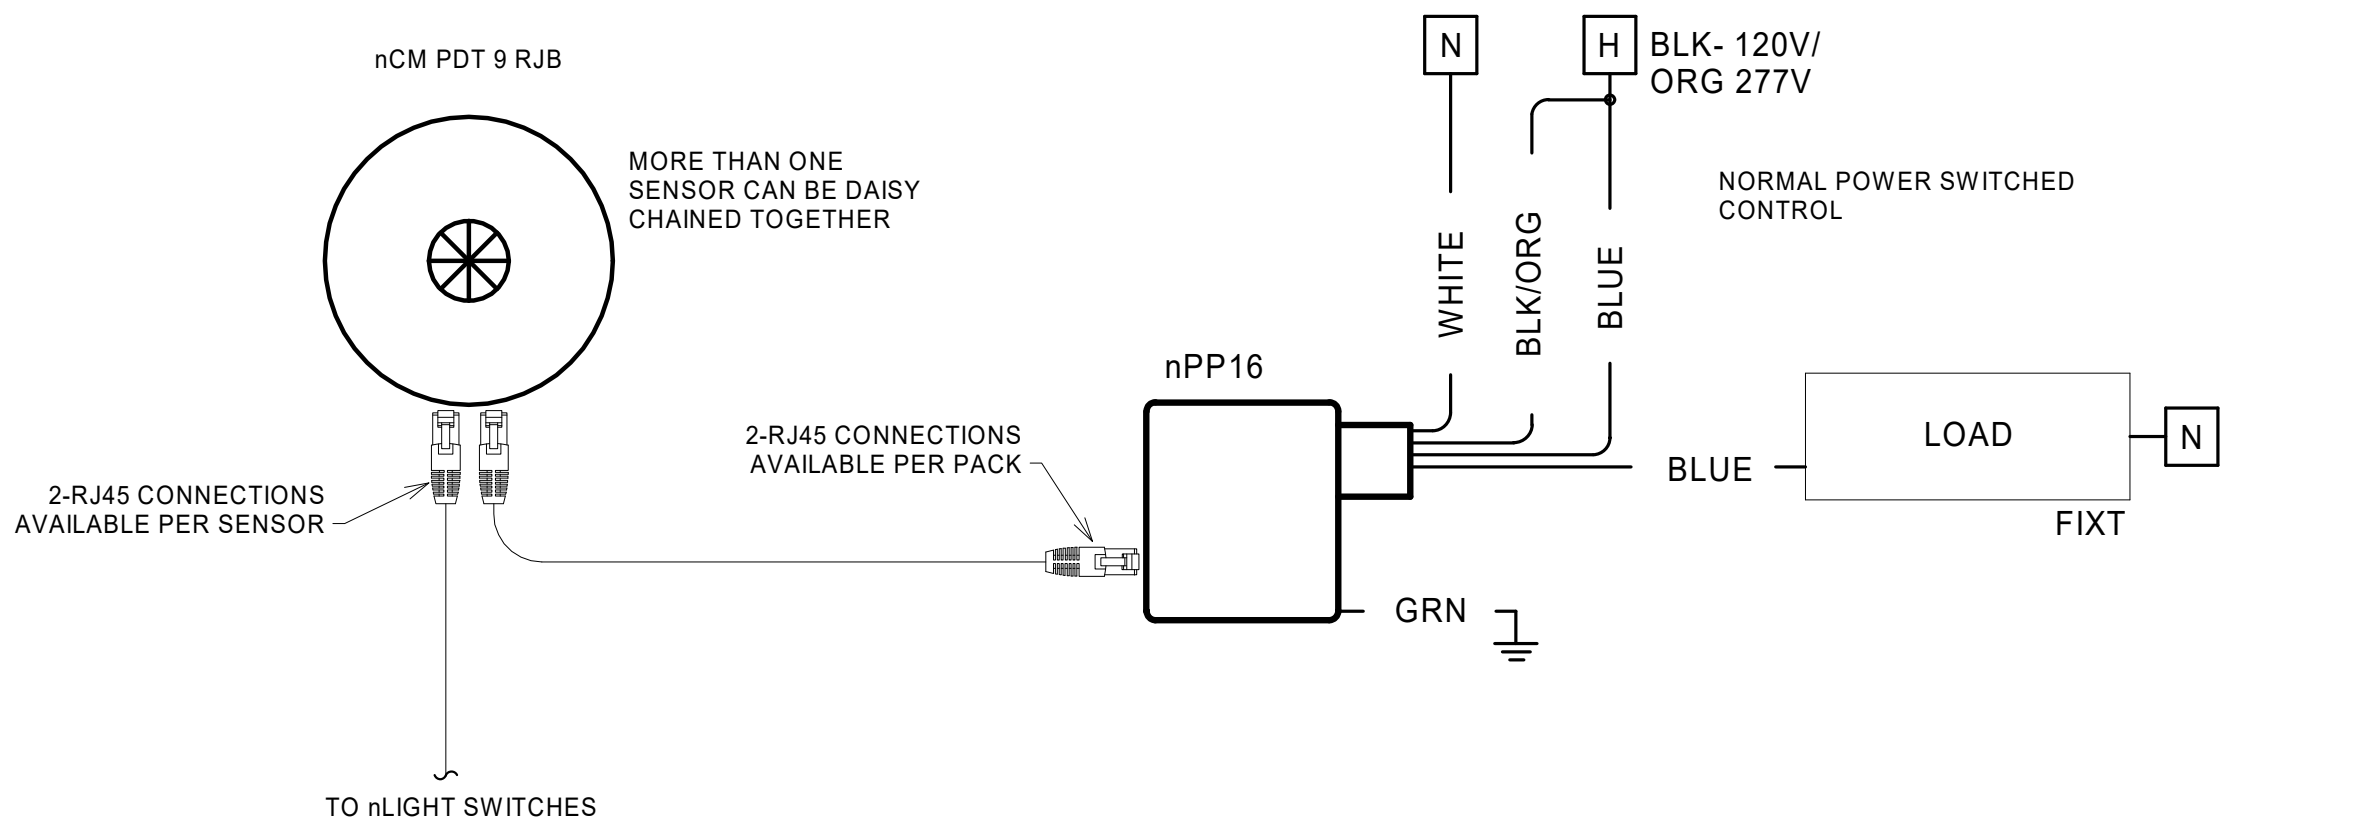 nCM PDT 9 RJB
MORE THAN ONE
SENSOR CAN BE DAISY
CHAINED TOGETHER
2-RJ45 CONNECTIONS
AVAILABLE PER SENSOR
TO nLIGHT SWITCHES
2-RJ45 CONNECTIONS
AVAILABLE PER PACK
nPP16
N
H
BLK- 120V/
ORG 277V
NORMAL POWER SWITCHED
CONTROL
WHITE
BLK/ORG
BLUE
BLUE
LOAD
N
FIXT
GRN